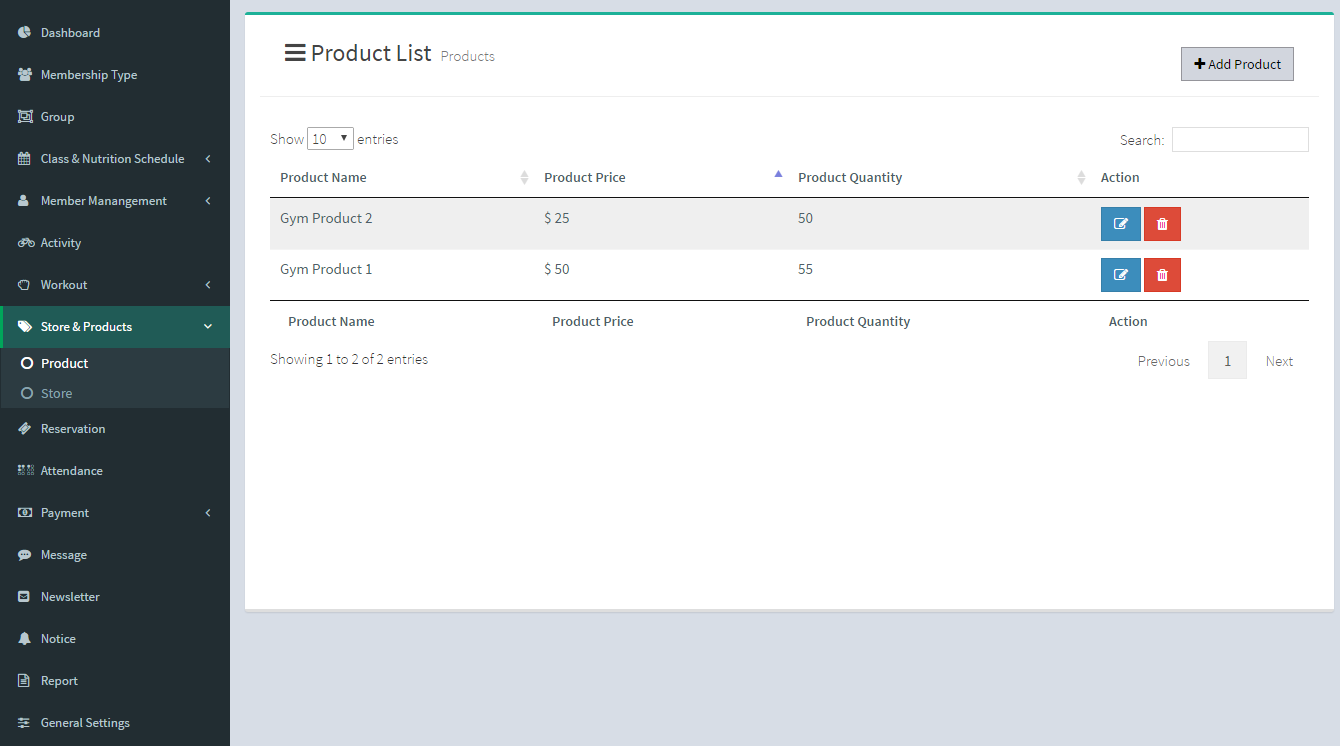 Dashboard
Membership Type
Group
Class & Nutrition Schedule
Member Manangement
Activity
Workout
Store & Products
Product
Store
Reservation
Attendance
Payment
Message
Newsletter
Notice
Report
General Settings
Product List Products
Add Product
Show 10 entries
Search:
Product Name Product Price Product Quantity Action
Gym Product 2 $ 25 50
Gym Product 1 $ 50 55
Product Name Product Price Product Quantity Action
Showing 1 to 2 of 2 entries
Previous 1 Next